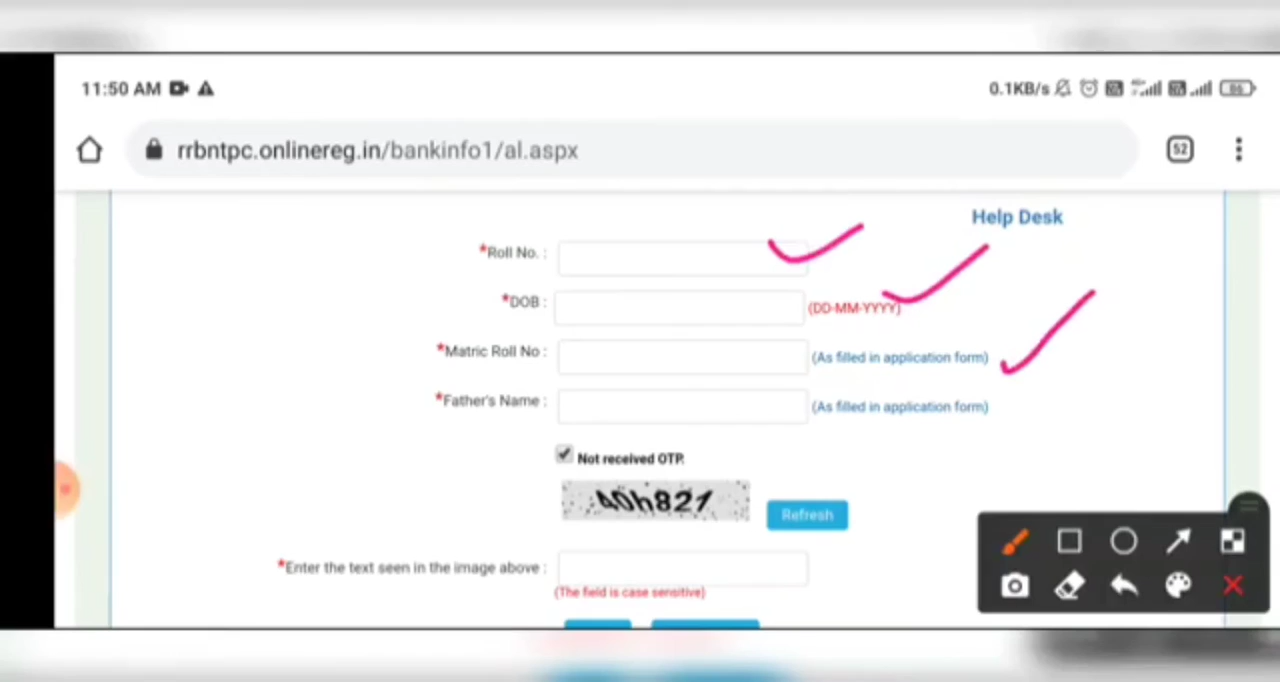 11:50 AM
0.1KB/s
86
rrbntpc.onlinereg.in/bankinfo1/al.aspx
52
Help Desk
*Roll No. :
*DOB : (DD-MM-YYYY)
*Matric Roll No : (As filled in application form)
*Father's Name : (As filled in application form)
Not received OTP.
40h821
Refresh
*Enter the text seen in the image above :
(The field is case sensitive)